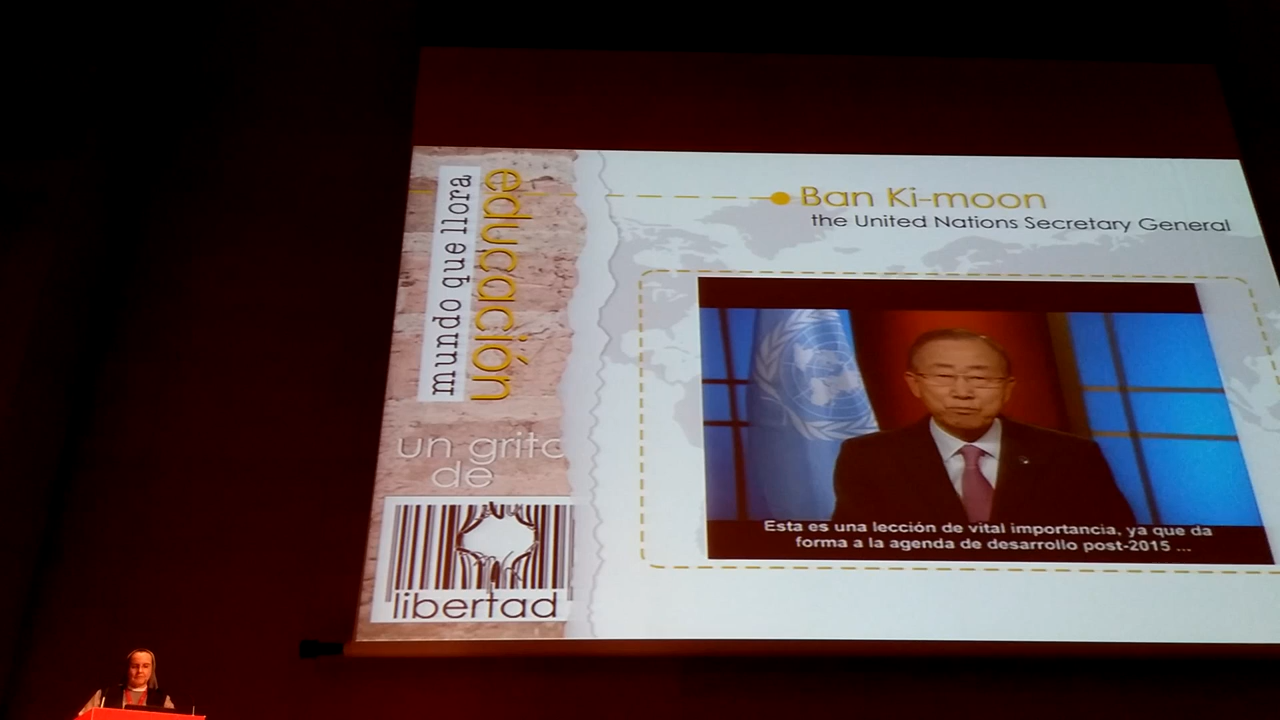 mundo que llora
educación
un grito
de
libertad
Ban Ki-moon
the United Nations Secretary General
Esta es una lección de vital importancia, ya que da
forma a la agenda de desarrollo post-2015 ...